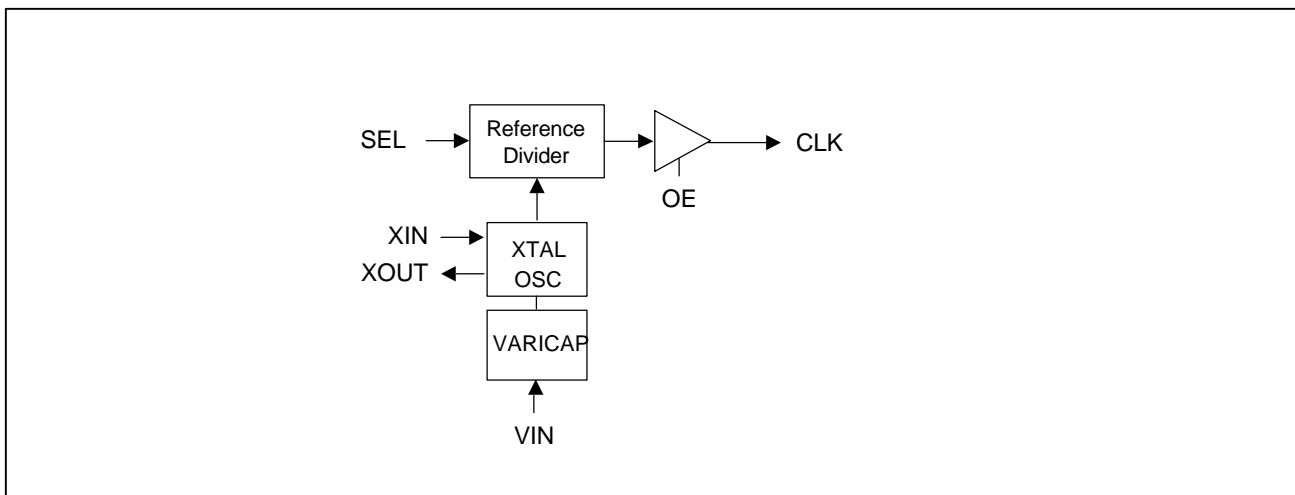 SEL
Reference
Divider
CLK
OE
XIN
XOUT
XTAL
OSC
VARICAP
VIN